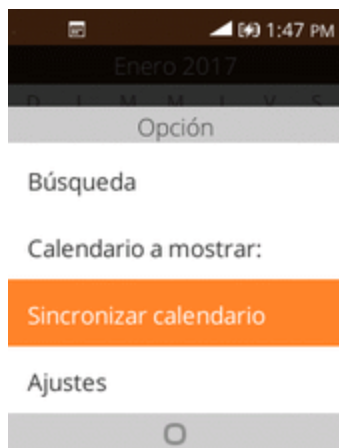 1:47 PM
Enero 2017
D L M M J V S
Opción
Búsqueda
Calendario a mostrar:
Sincronizar calendario
Ajustes